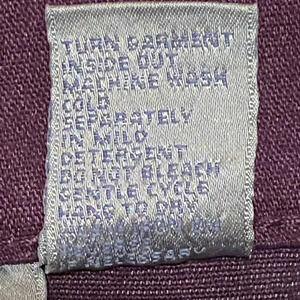 TURN GARMENT
INSIDE OUT
MACHINE WASH
COLD
SEPARATELY
IN MILD
DETERGENT
DO NOT BLEACH
GENTLE CYCLE
HANG TO DRY